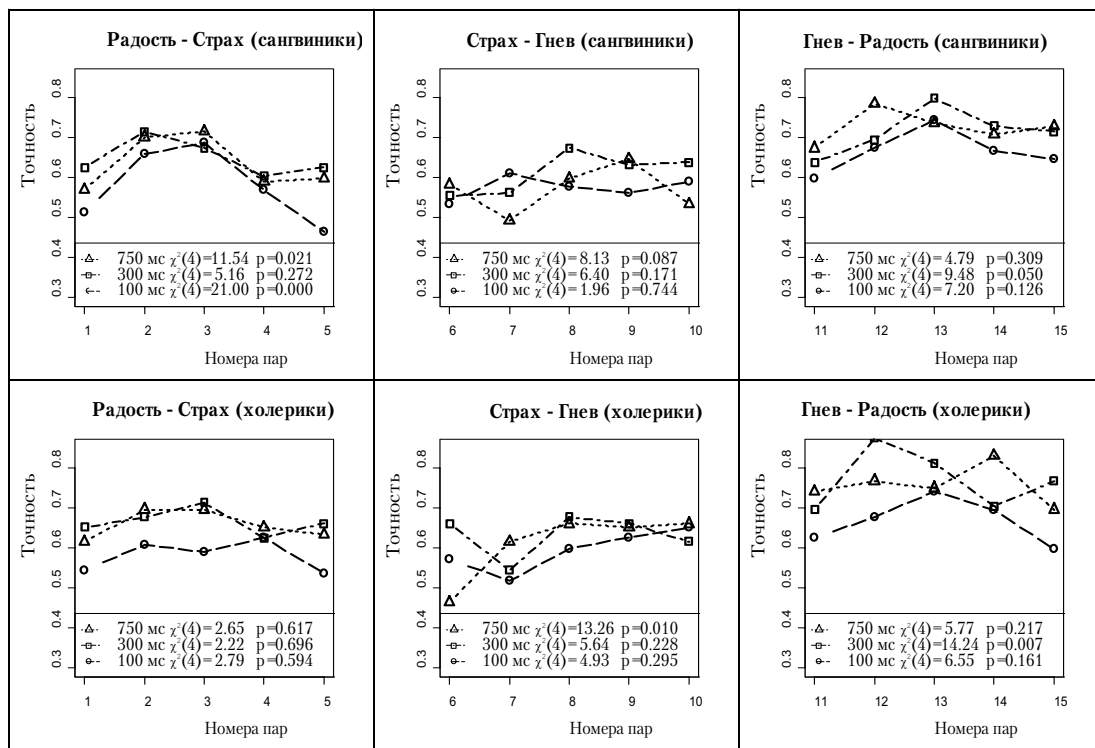 Радость - Страх (сангвиники)
Точность
0.3 0.4 0.5 0.6 0.7 0.8
750 мс χ²(4)=11.54 p=0.021
300 мс χ²(4)=5.16 p=0.272
100 мс χ²(4)=21.00 p=0.000
1 2 3 4 5
Номера пар
Страх - Гнев (сангвиники)
Точность
0.3 0.4 0.5 0.6 0.7 0.8
750 мс χ²(4)=8.13 p=0.087
300 мс χ²(4)=6.40 p=0.171
100 мс χ²(4)=1.96 p=0.744
6 7 8 9 10
Номера пар
Гнев - Радость (сангвиники)
Точность
0.3 0.4 0.5 0.6 0.7 0.8
750 мс χ²(4)=4.79 p=0.309
300 мс χ²(4)=9.48 p=0.050
100 мс χ²(4)=7.20 p=0.126
11 12 13 14 15
Номера пар
Радость - Страх (холерики)
Точность
0.3 0.4 0.5 0.6 0.7 0.8
750 мс χ²(4)=2.65 p=0.617
300 мс χ²(4)=2.22 p=0.696
100 мс χ²(4)=2.79 p=0.594
1 2 3 4 5
Номера пар
Страх - Гнев (холерики)
Точность
0.3 0.4 0.5 0.6 0.7 0.8
750 мс χ²(4)=13.26 p=0.010
300 мс χ²(4)=5.64 p=0.228
100 мс χ²(4)=4.93 p=0.295
6 7 8 9 10
Номера пар
Гнев - Радость (холерики)
Точность
0.3 0.4 0.5 0.6 0.7 0.8
750 мс χ²(4)=5.77 p=0.217
300 мс χ²(4)=14.24 p=0.007
100 мс χ²(4)=6.55 p=0.161
11 12 13 14 15
Номера пар